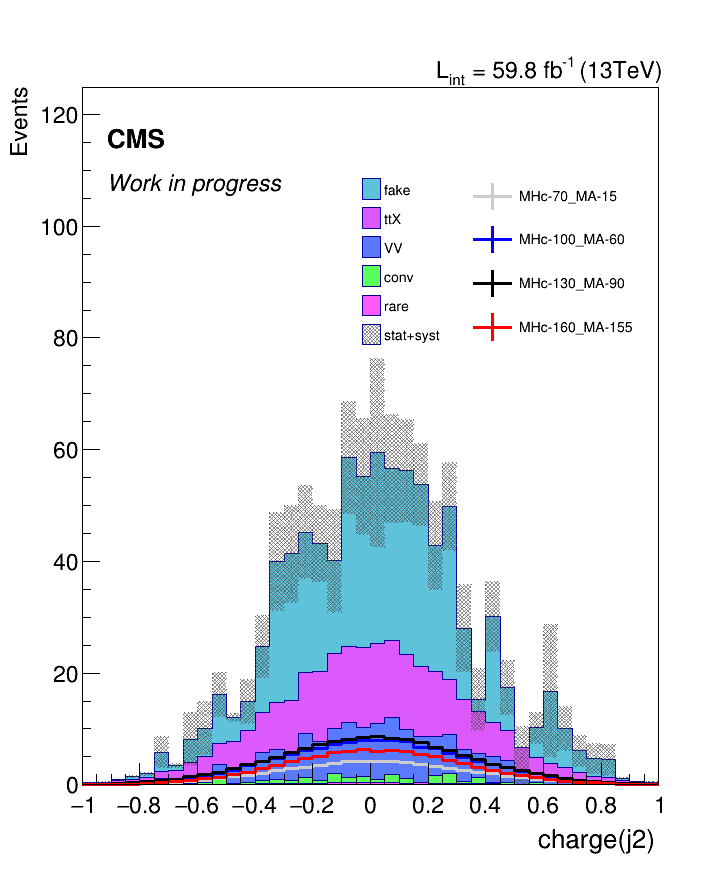 L_int = 59.8 fb^-1 (13TeV)
Events
CMS
Work in progress
fake
ttX
VV
conv
rare
stat+syst
MHc-70_MA-15
MHc-100_MA-60
MHc-130_MA-90
MHc-160_MA-155
120
100
80
60
40
20
0
−1 −0.8 −0.6 −0.4 −0.2 0 0.2 0.4 0.6 0.8 1
charge(j2)